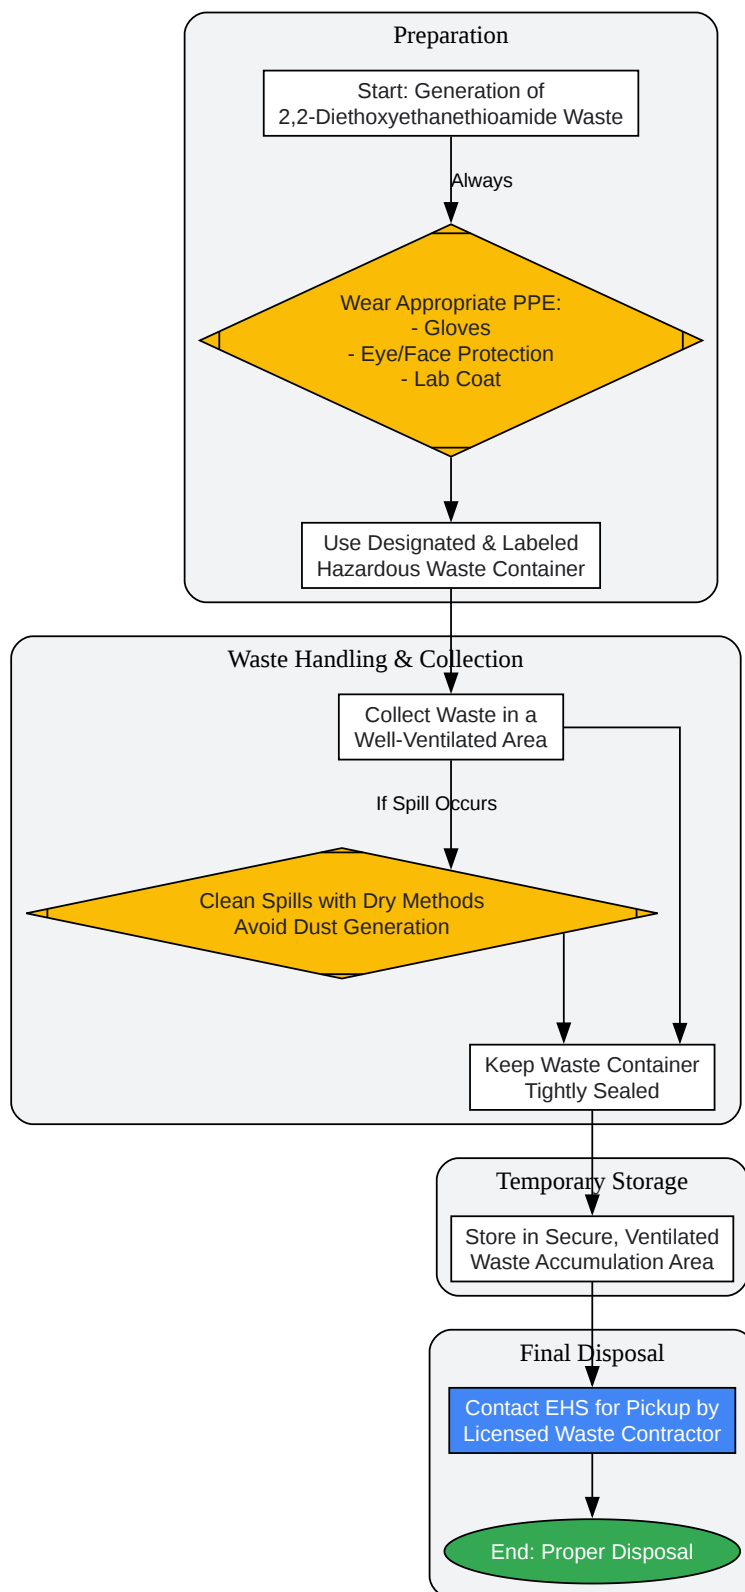 Preparation
Start: Generation of
2,2-Diethoxyethanethioamide Waste
Always
Wear Appropriate PPE:
- Gloves
- Eye/Face Protection
- Lab Coat
Use Designated & Labeled
Hazardous Waste Container
Waste Handling & Collection
Collect Waste in a
Well-Ventilated Area
If Spill Occurs
Clean Spills with Dry Methods
Avoid Dust Generation
Keep Waste Container
Tightly Sealed
Temporary Storage
Store in Secure, Ventilated
Waste Accumulation Area
Final Disposal
Contact EHS for Pickup by
Licensed Waste Contractor
End: Proper Disposal